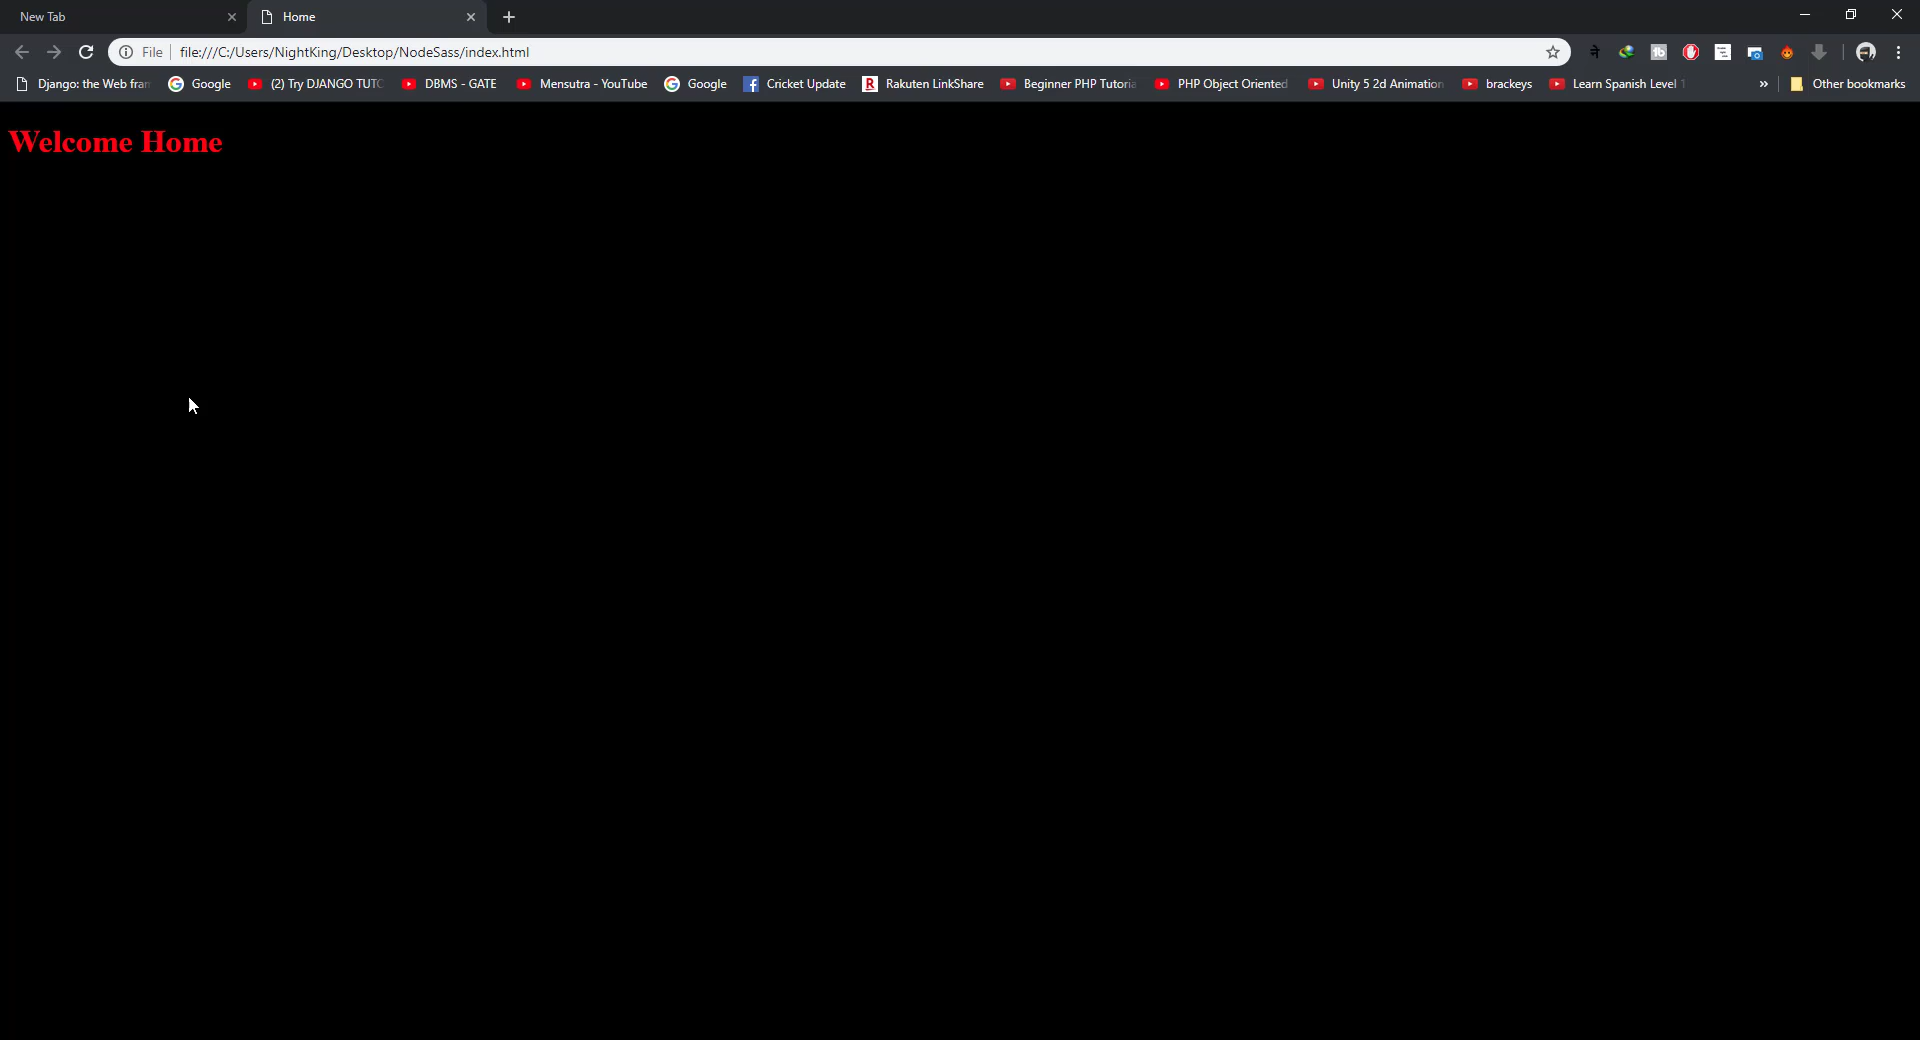 New Tab
Home
File
file:///C:/Users/NightKing/Desktop/NodeSass/index.html
ने
tb
Django: the Web fran
Google
(2) Try DJANGO TUTO
DBMS - GATE
Mensutra - YouTube
Google
Cricket Update
Rakuten LinkShare
Beginner PHP Tutoria
PHP Object Oriented
Unity 5 2d Animation
brackeys
Learn Spanish Level 1
»
Other bookmarks
Welcome Home